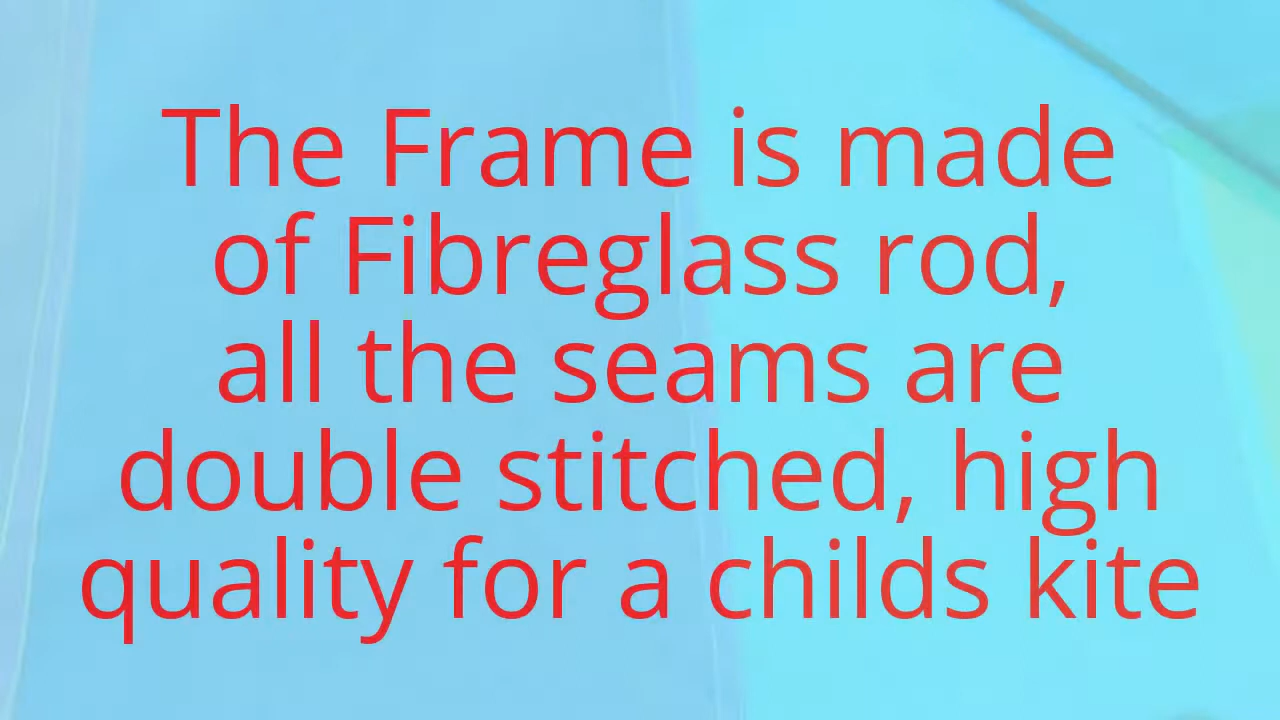 The Frame is made
of Fibreglass rod,
all the seams are
double stitched, high
quality for a childs kite